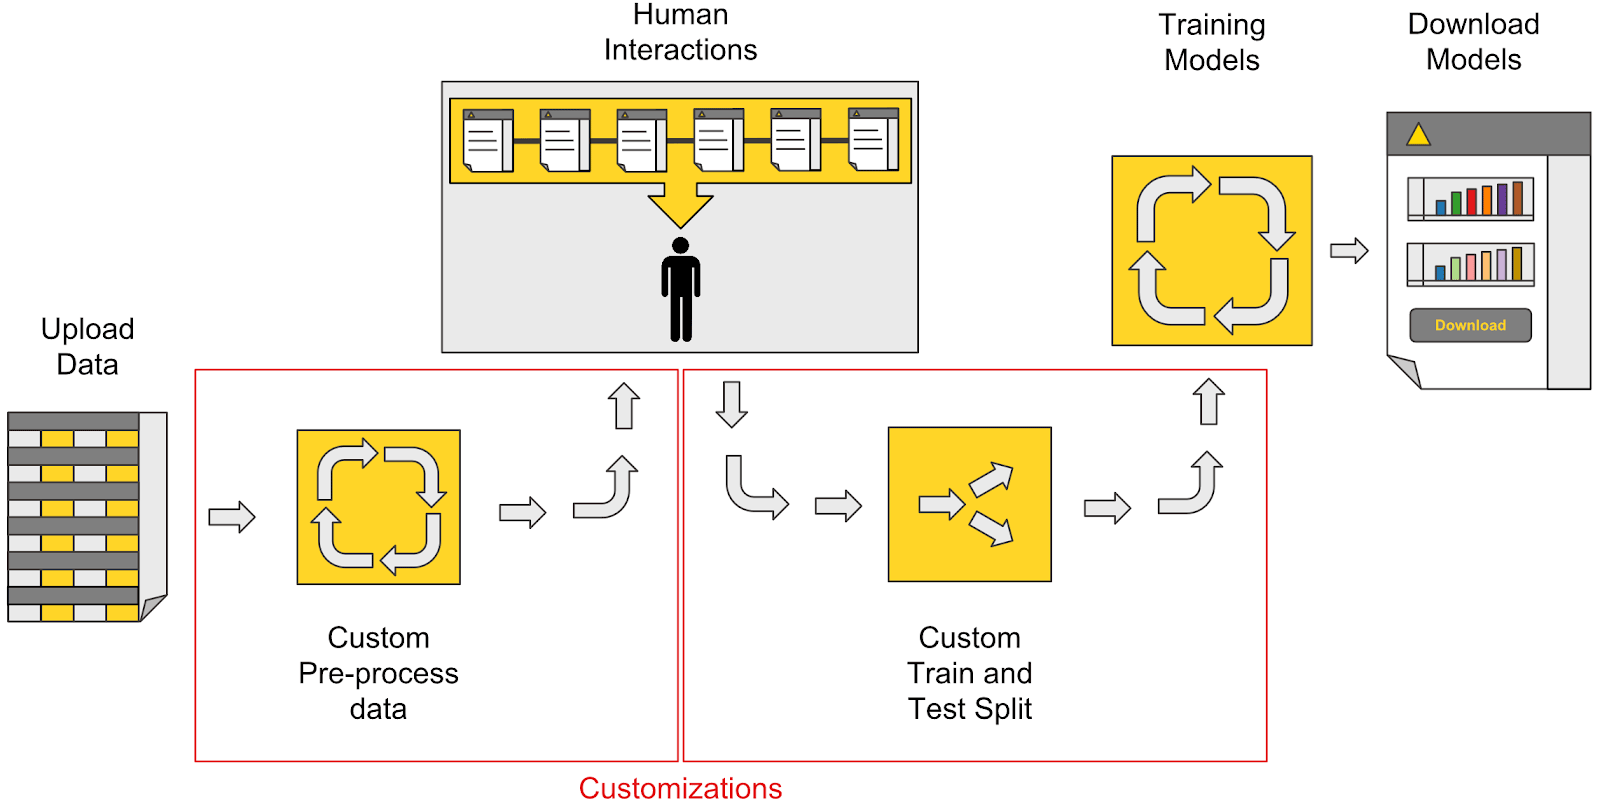 Human
Interactions
Training
Models
Download
Models
Download
Upload
Data
Custom
Pre-process
data
Custom
Train and
Test Split
Customizations